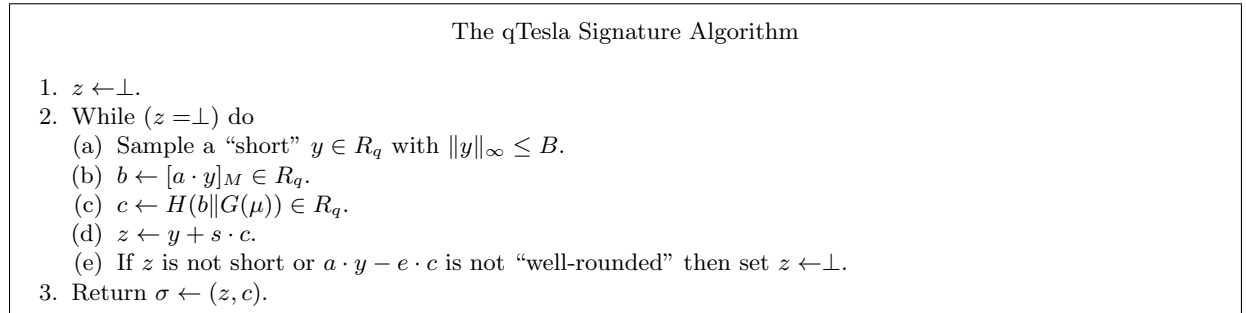 The qTesla Signature Algorithm
1. z ←⊥.
2. While (z =⊥) do
(a) Sample a “short” y ∈ R_q with ‖y‖_∞ ≤ B.
(b) b ← [a · y]_M ∈ R_q.
(c) c ← H(b‖G(μ)) ∈ R_q.
(d) z ← y + s · c.
(e) If z is not short or a · y − e · c is not “well-rounded” then set z ←⊥.
3. Return σ ← (z, c).